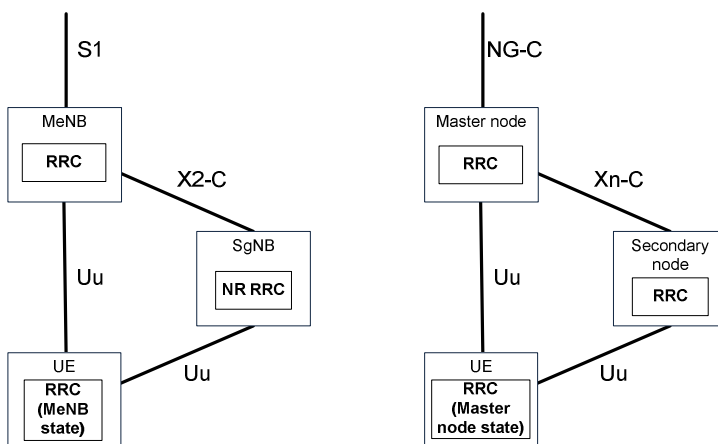 S1
MeNB
RRC
X2-C
SgNB
NR RRC
Uu
Uu
UE
RRC
(MeNB
state)
NG-C
Master node
RRC
Xn-C
Secondary
node
RRC
Uu
Uu
UE
RRC
(Master
node state)